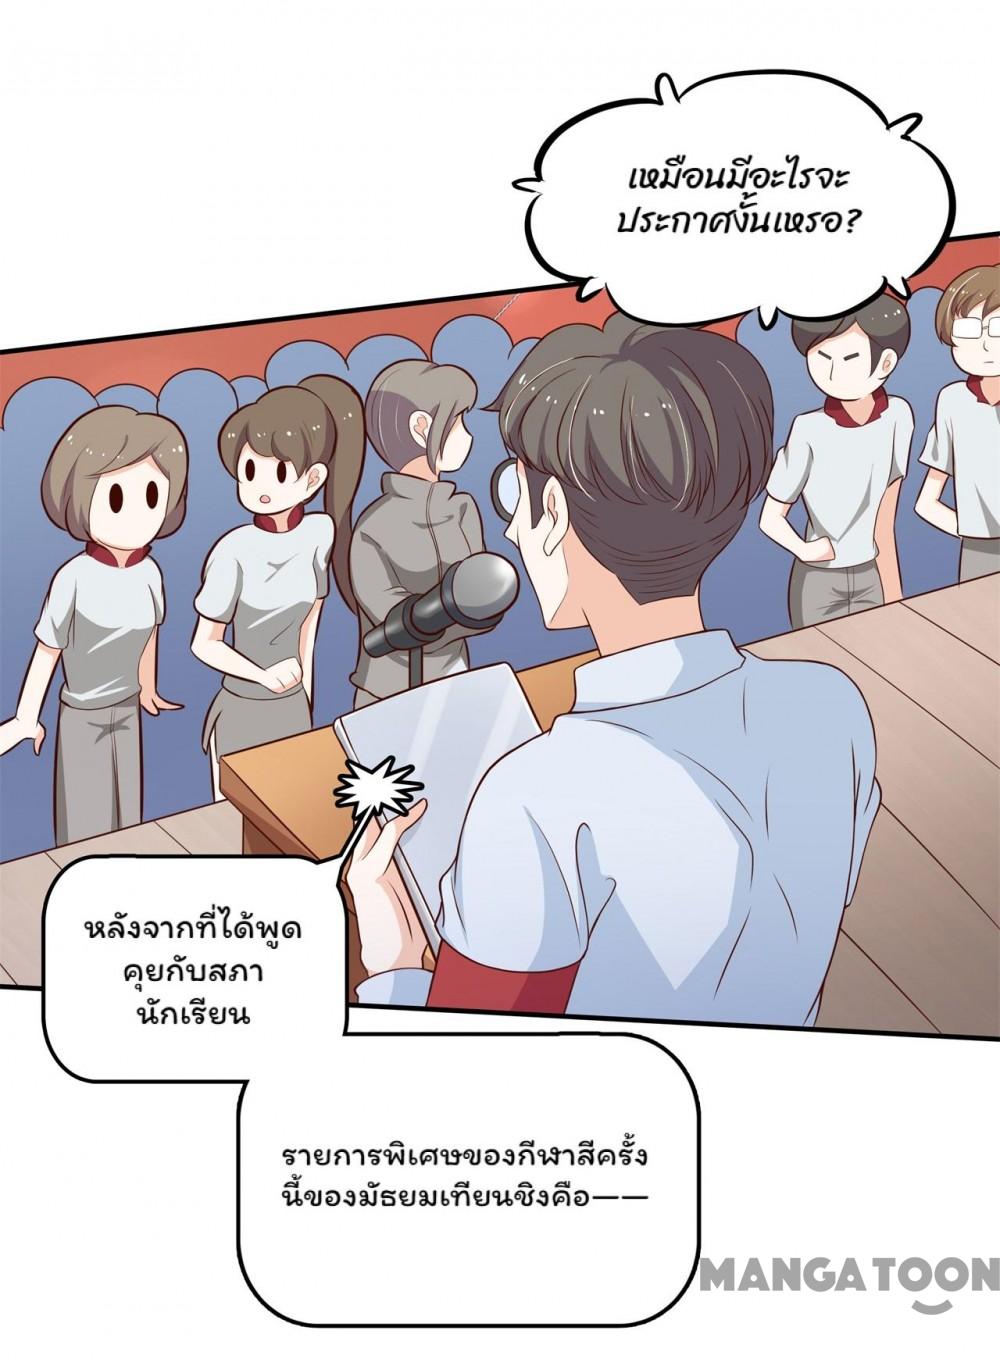 เหมือนมีอะไรจะ
ประกาศงั้นเหรอ?
หลังจากที่ได้พูด
คุยกับสภา
นักเรียน
รายการพิเศษของกีฬาสีครั้ง
นี้ของมัธยมเทียนชิงคือ——
MANGATOON